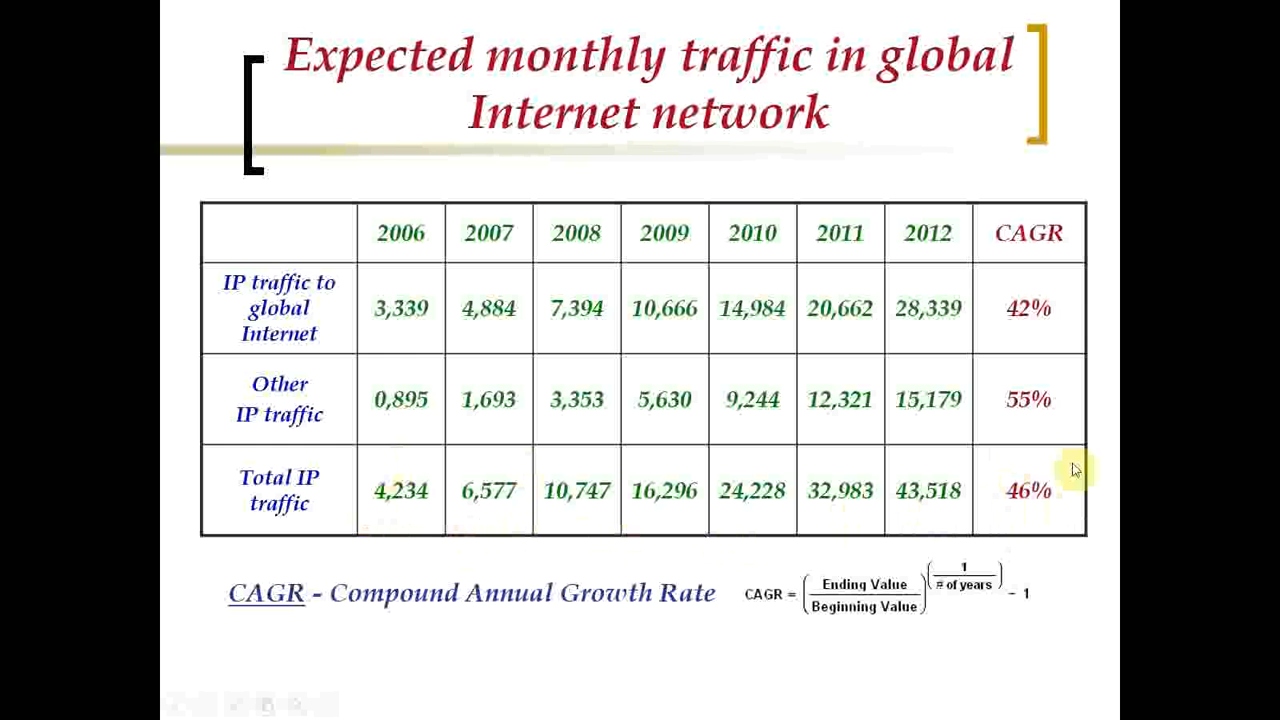 Expected monthly traffic in global
Internet network
2006 2007 2008 2009 2010 2011 2012 CAGR
IP traffic to
global
Internet
3,339 4,884 7,394 10,666 14,984 20,662 28,339 42%
Other
IP traffic
0,895 1,693 3,353 5,630 9,244 12,321 15,179 55%
Total IP
traffic
4,234 6,577 10,747 16,296 24,228 32,983 43,518 46%
CAGR - Compound Annual Growth Rate
CAGR = (Ending Value / Beginning Value)^(1 / # of years) - 1